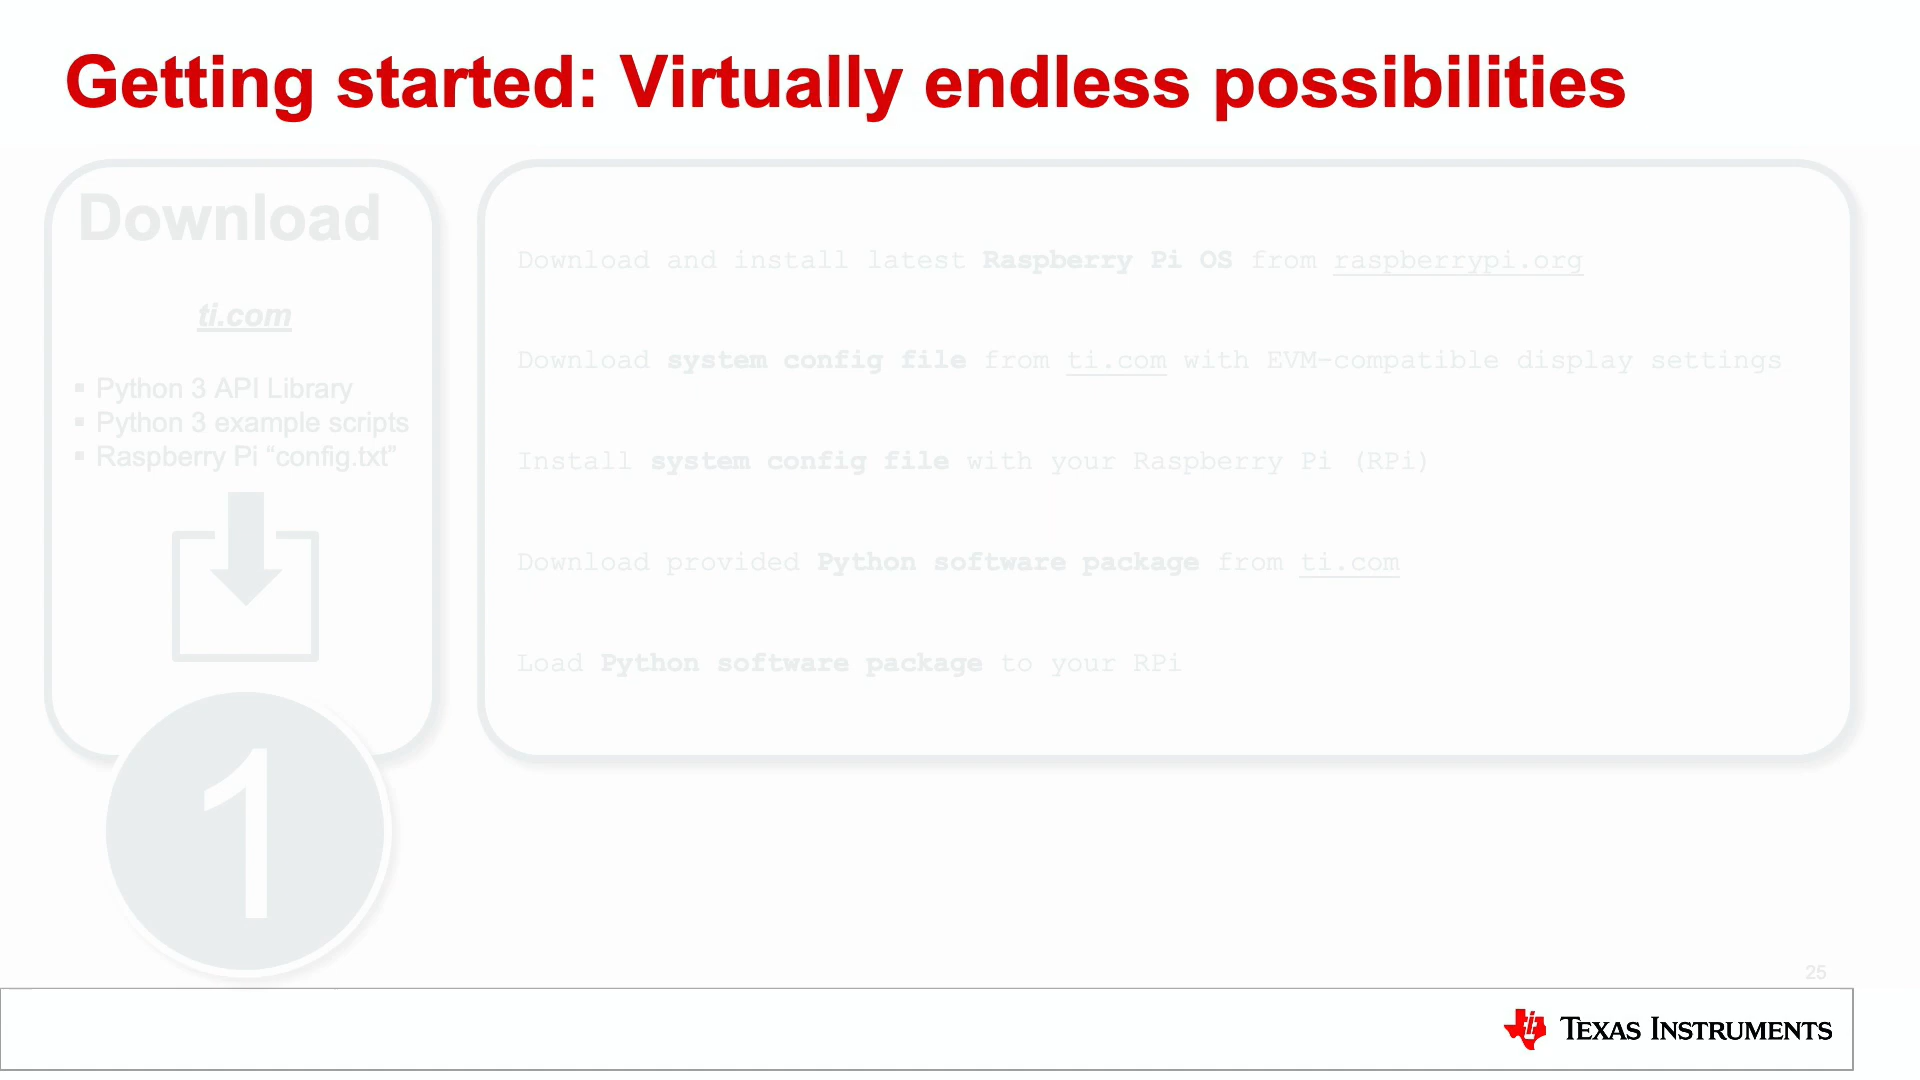 Getting started: Virtually endless possibilities
Download
ti.com
▪ Python 3 API Library
▪ Python 3 example scripts
▪ Raspberry Pi “config.txt”
1
Download and install latest Raspberry Pi OS from raspberrypi.org
Download system config file from ti.com with EVM-compatible display settings
Install system config file with your Raspberry Pi (RPi)
Download provided Python software package from ti.com
Load Python software package to your RPi
25
TEXAS INSTRUMENTS